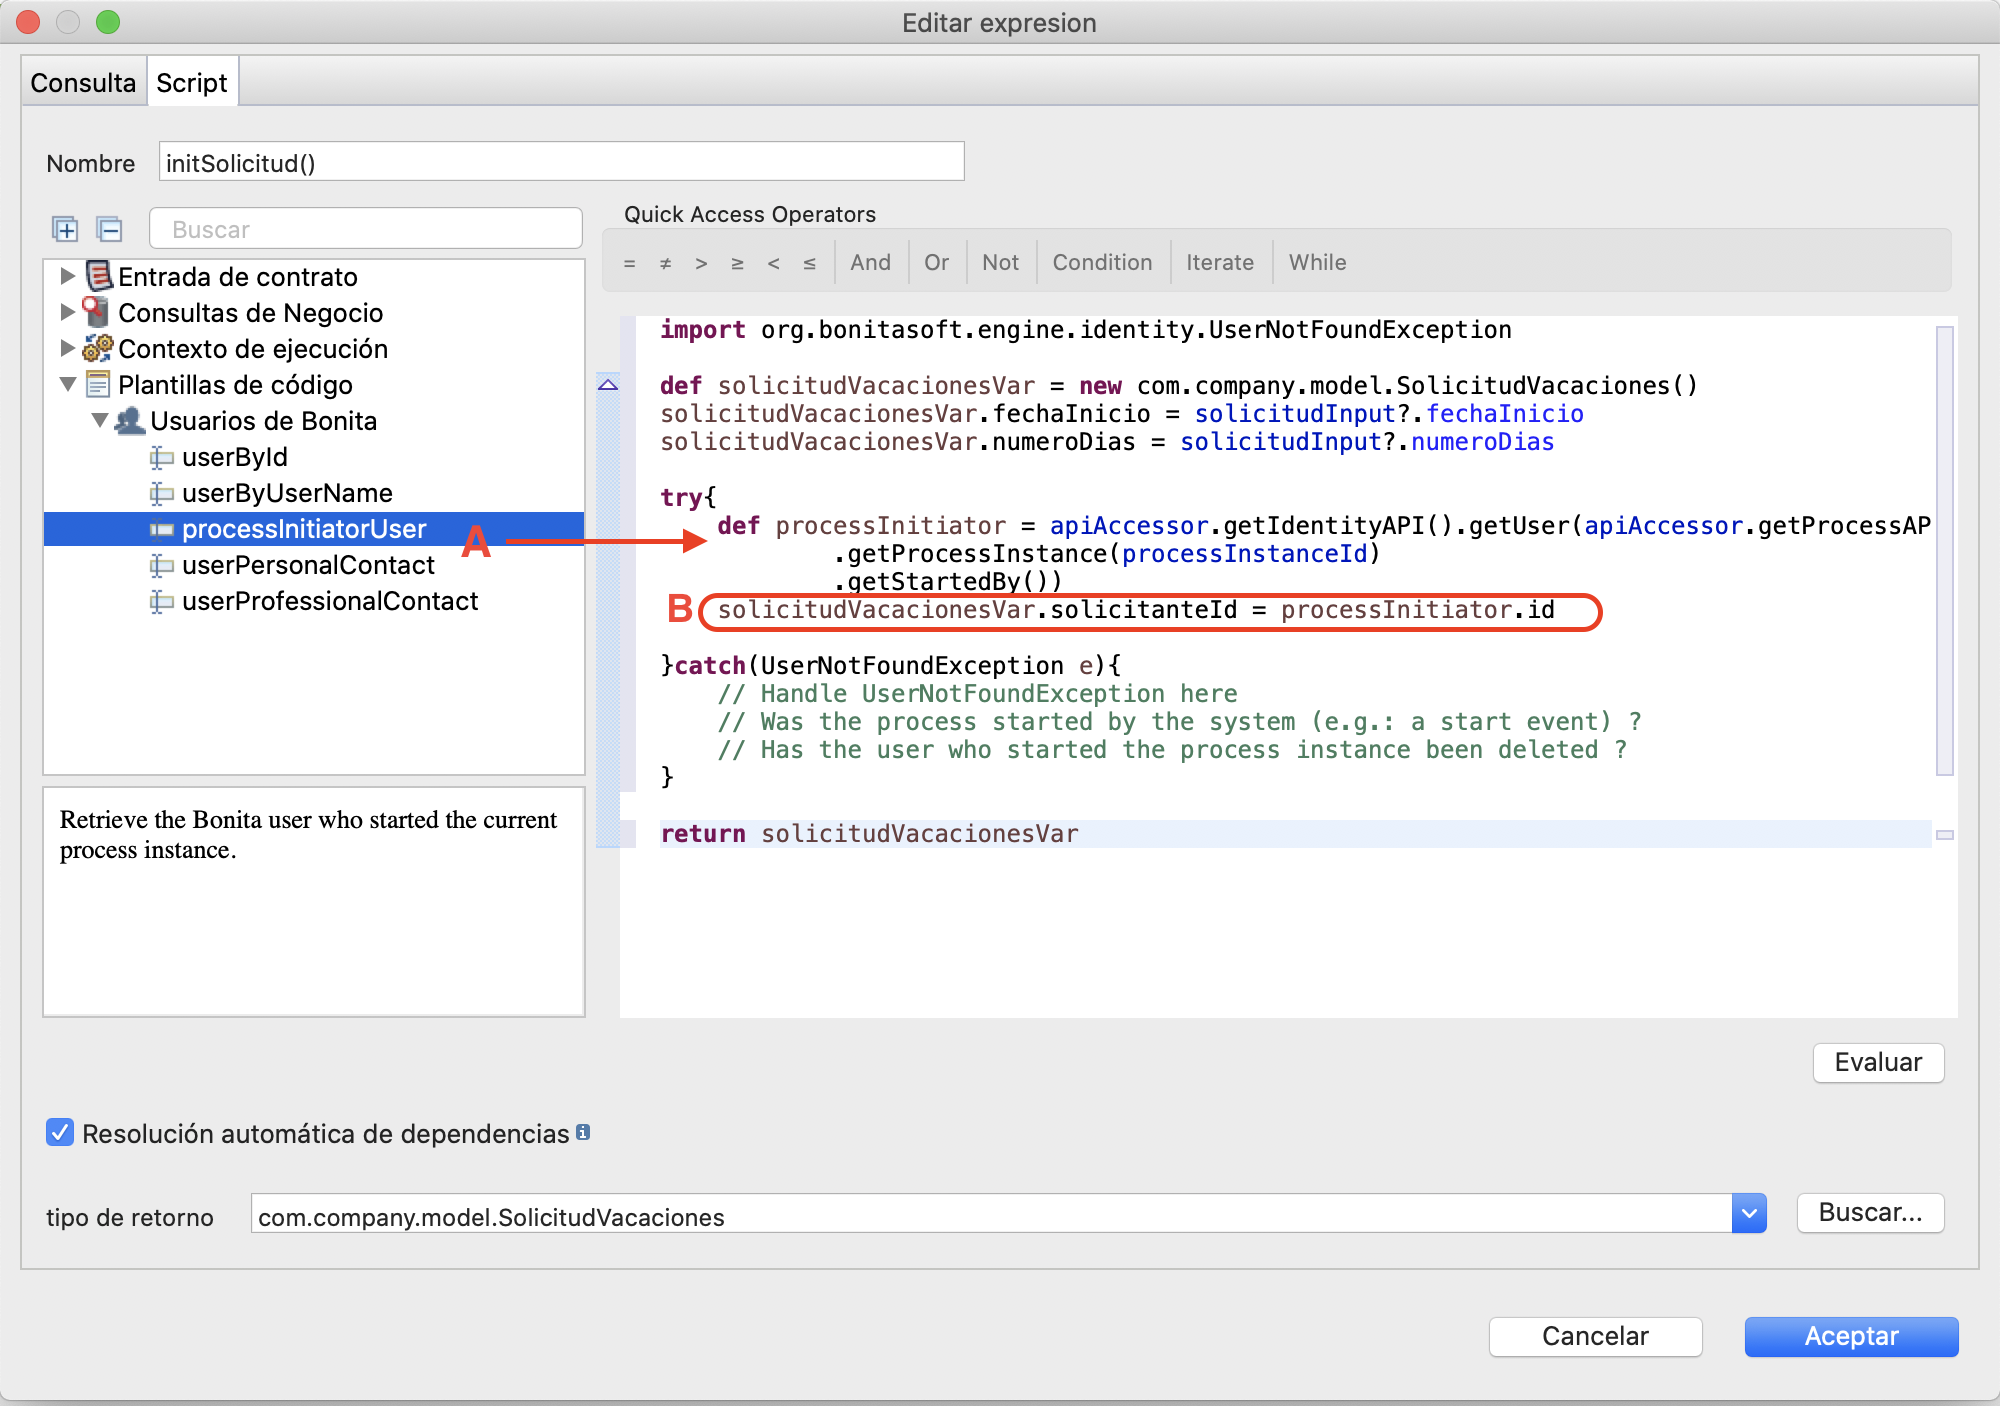 Editar expresion
Consulta
Script
Nombre
initSolicitud()
Buscar
Entrada de contrato
Consultas de Negocio
Contexto de ejecución
Plantillas de código
Usuarios de Bonita
userById
userByUserName
processInitiatorUser
userPersonalContact
userProfessionalContact
A
Retrieve the Bonita user who started the current
process instance.
Quick Access Operators
= ≠ > ≥ < ≤ And Or Not Condition Iterate While
import org.bonitasoft.engine.identity.UserNotFoundException
def solicitudVacacionesVar = new com.company.model.SolicitudVacaciones()
solicitudVacacionesVar.fechaInicio = solicitudInput?.fechaInicio
solicitudVacacionesVar.numeroDias = solicitudInput?.numeroDias
try{
def processInitiator = apiAccessor.getIdentityAPI().getUser(apiAccessor.getProcessAP
.getProcessInstance(processInstanceId)
.getStartedBy())
B solicitudVacacionesVar.solicitanteId = processInitiator.id
}catch(UserNotFoundException e){
// Handle UserNotFoundException here
// Was the process started by the system (e.g.: a start event) ?
// Has the user who started the process instance been deleted ?
}
return solicitudVacacionesVar
Evaluar
Resolución automática de dependencias
tipo de retorno
com.company.model.SolicitudVacaciones
Buscar...
Cancelar
Aceptar